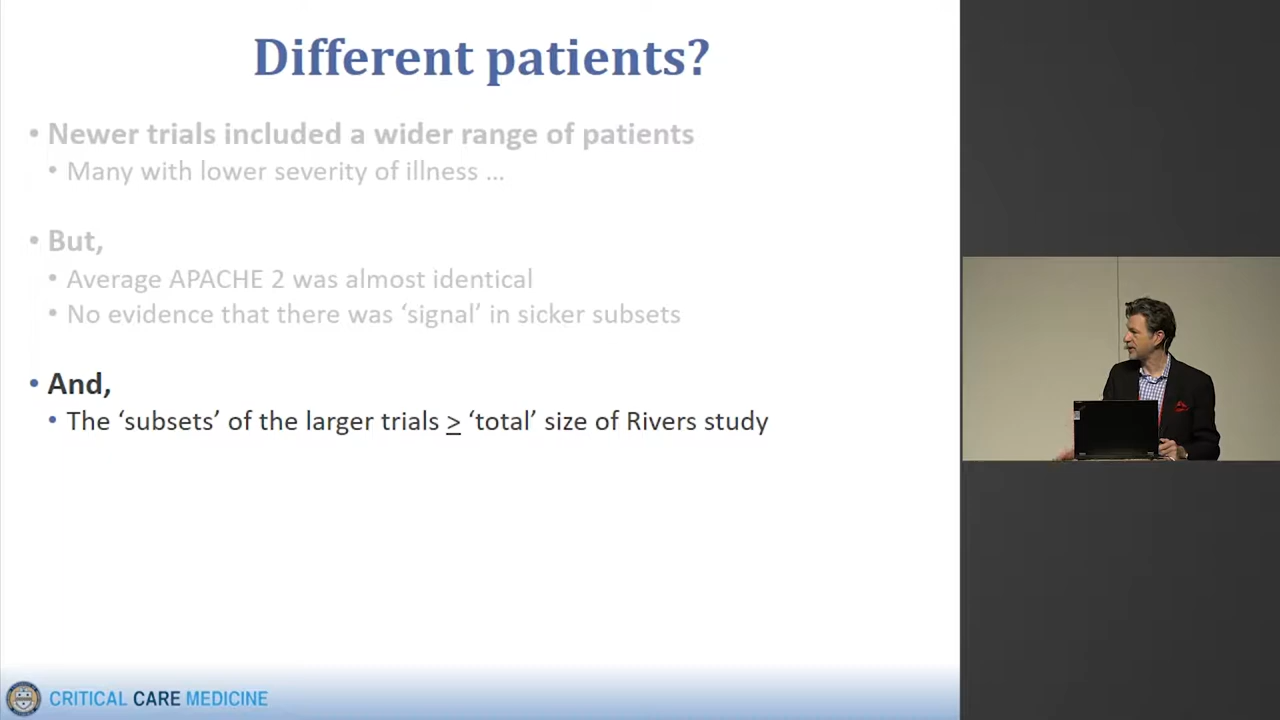 Different patients?
• Newer trials included a wider range of patients
• Many with lower severity of illness ...
• But,
• Average APACHE 2 was almost identical
• No evidence that there was ‘signal’ in sicker subsets
• And,
• The ‘subsets’ of the larger trials ≥ ‘total’ size of Rivers study
CRITICAL CARE MEDICINE